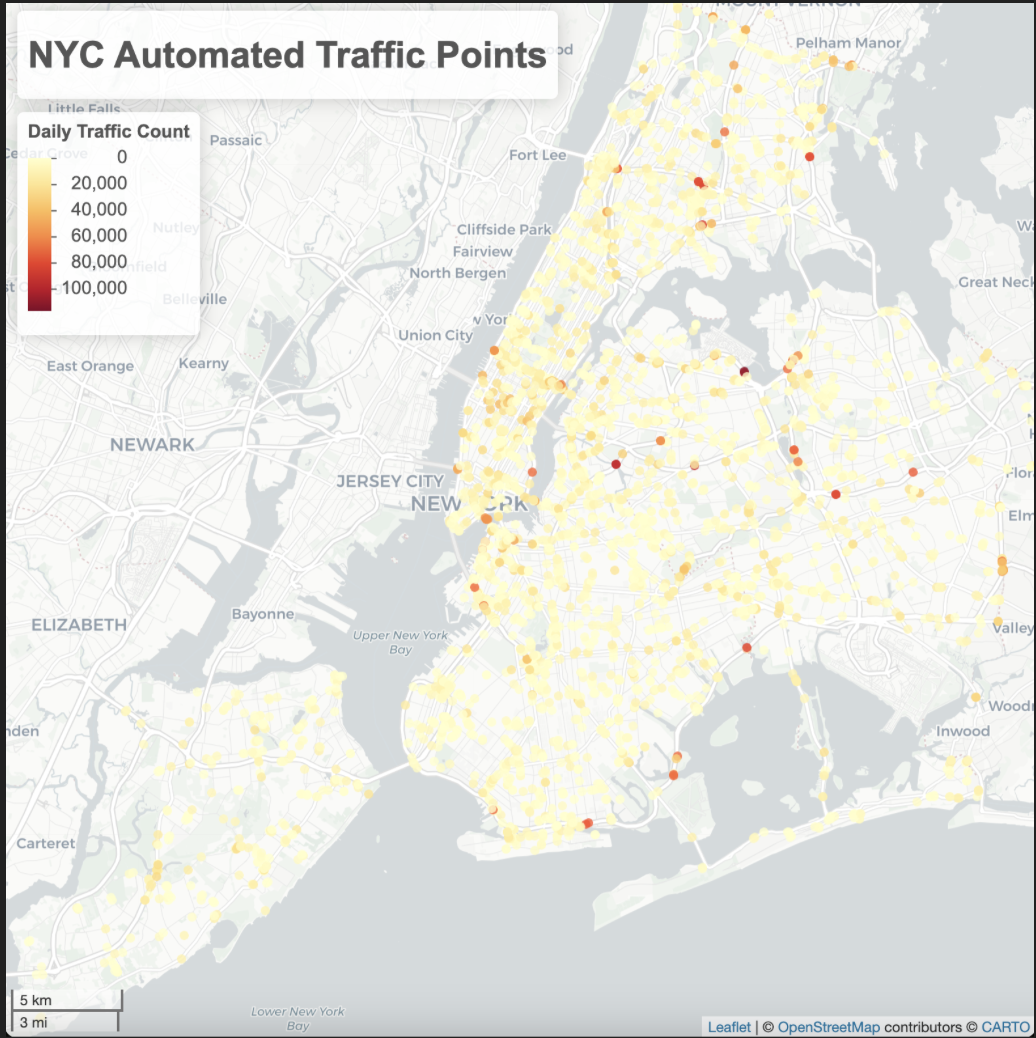 MOUNT VERNON
NYC Automated Traffic Points
Pelham Manor
Little Falls
Daily Traffic Count
Cedar Grove
Passaic
0
Fort Lee
20,000
40,000
Nutley
60,000
Cliffside Park
Fairview
80,000
North Bergen
Great Neck
100,000
Belleville
Union City
East Orange
Kearny
NEWARK
JERSEY CITY
NEW YORK
Elm
Bayonne
ELIZABETH
Upper New York
Bay
Valley
Inwood
Carteret
5 km
3 mi
Lower New York
Bay
Leaflet | © OpenStreetMap contributors © CARTO